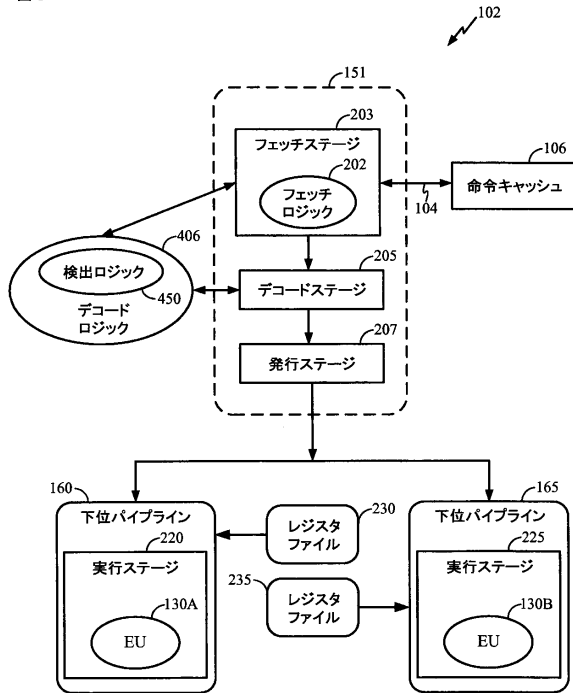 102
151
203
フェッチステージ
202
フェッチ
ロジック
104
106
命令キャッシュ
406
検出ロジック
450
デコード
ロジック
205
デコードステージ
207
発行ステージ
160
下位パイプライン
220
実行ステージ
130A
EU
230
レジスタ
ファイル
235
レジスタ
ファイル
165
下位パイプライン
225
実行ステージ
130B
EU